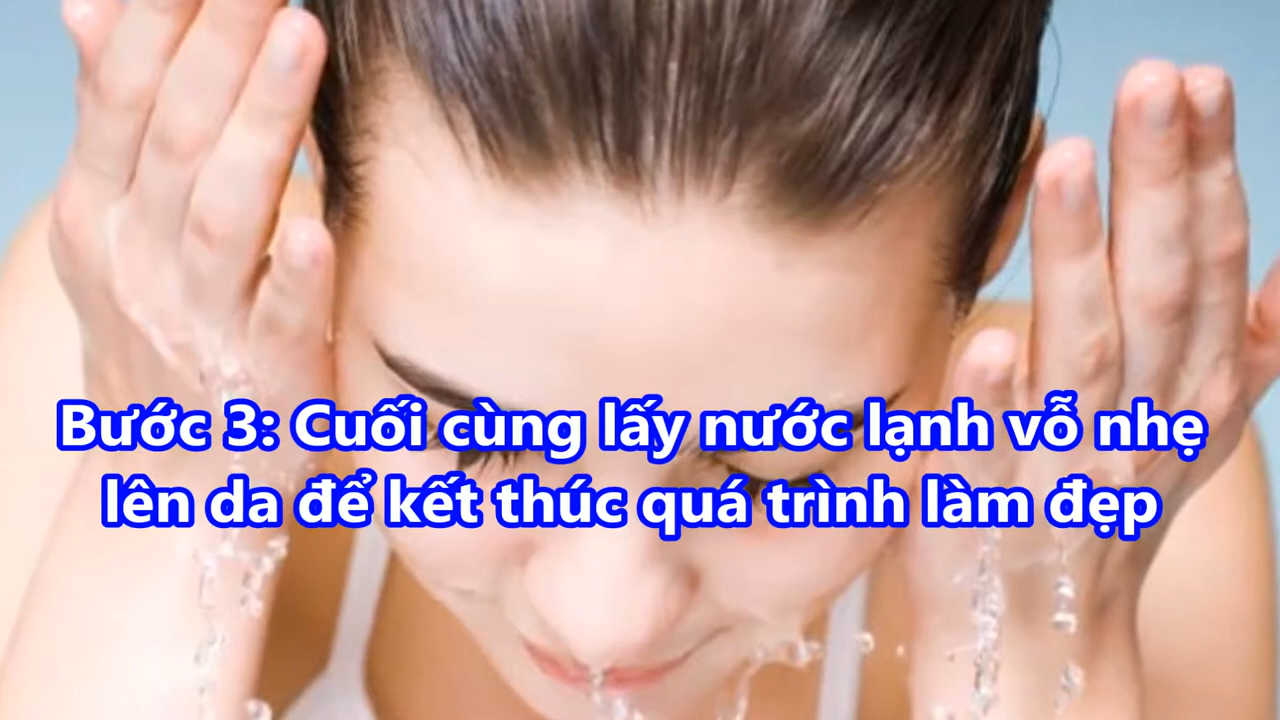 Bước 3: Cuối cùng lấy nước lạnh vỗ nhẹ
lên da để kết thúc quá trình làm đẹp